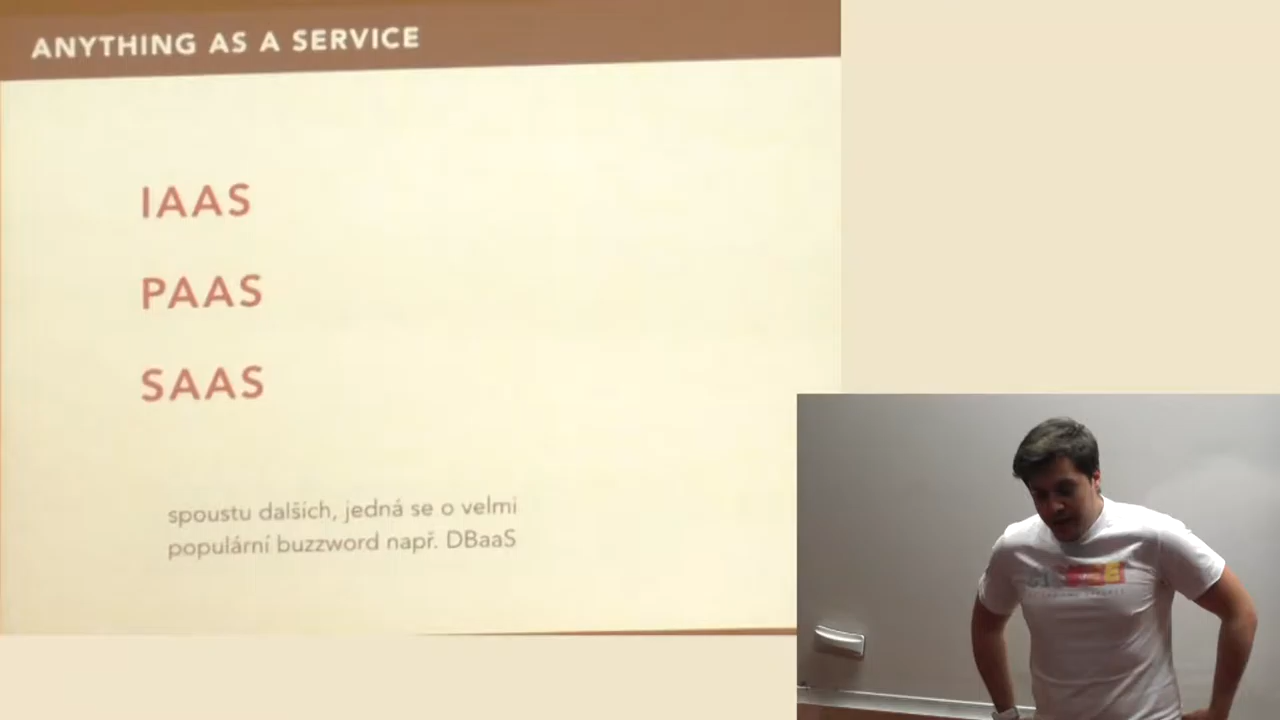 ANYTHING AS A SERVICE
IAAS
PAAS
SAAS
spoustu dalších, jedná se o velmi
populární buzzword např. DBaaS